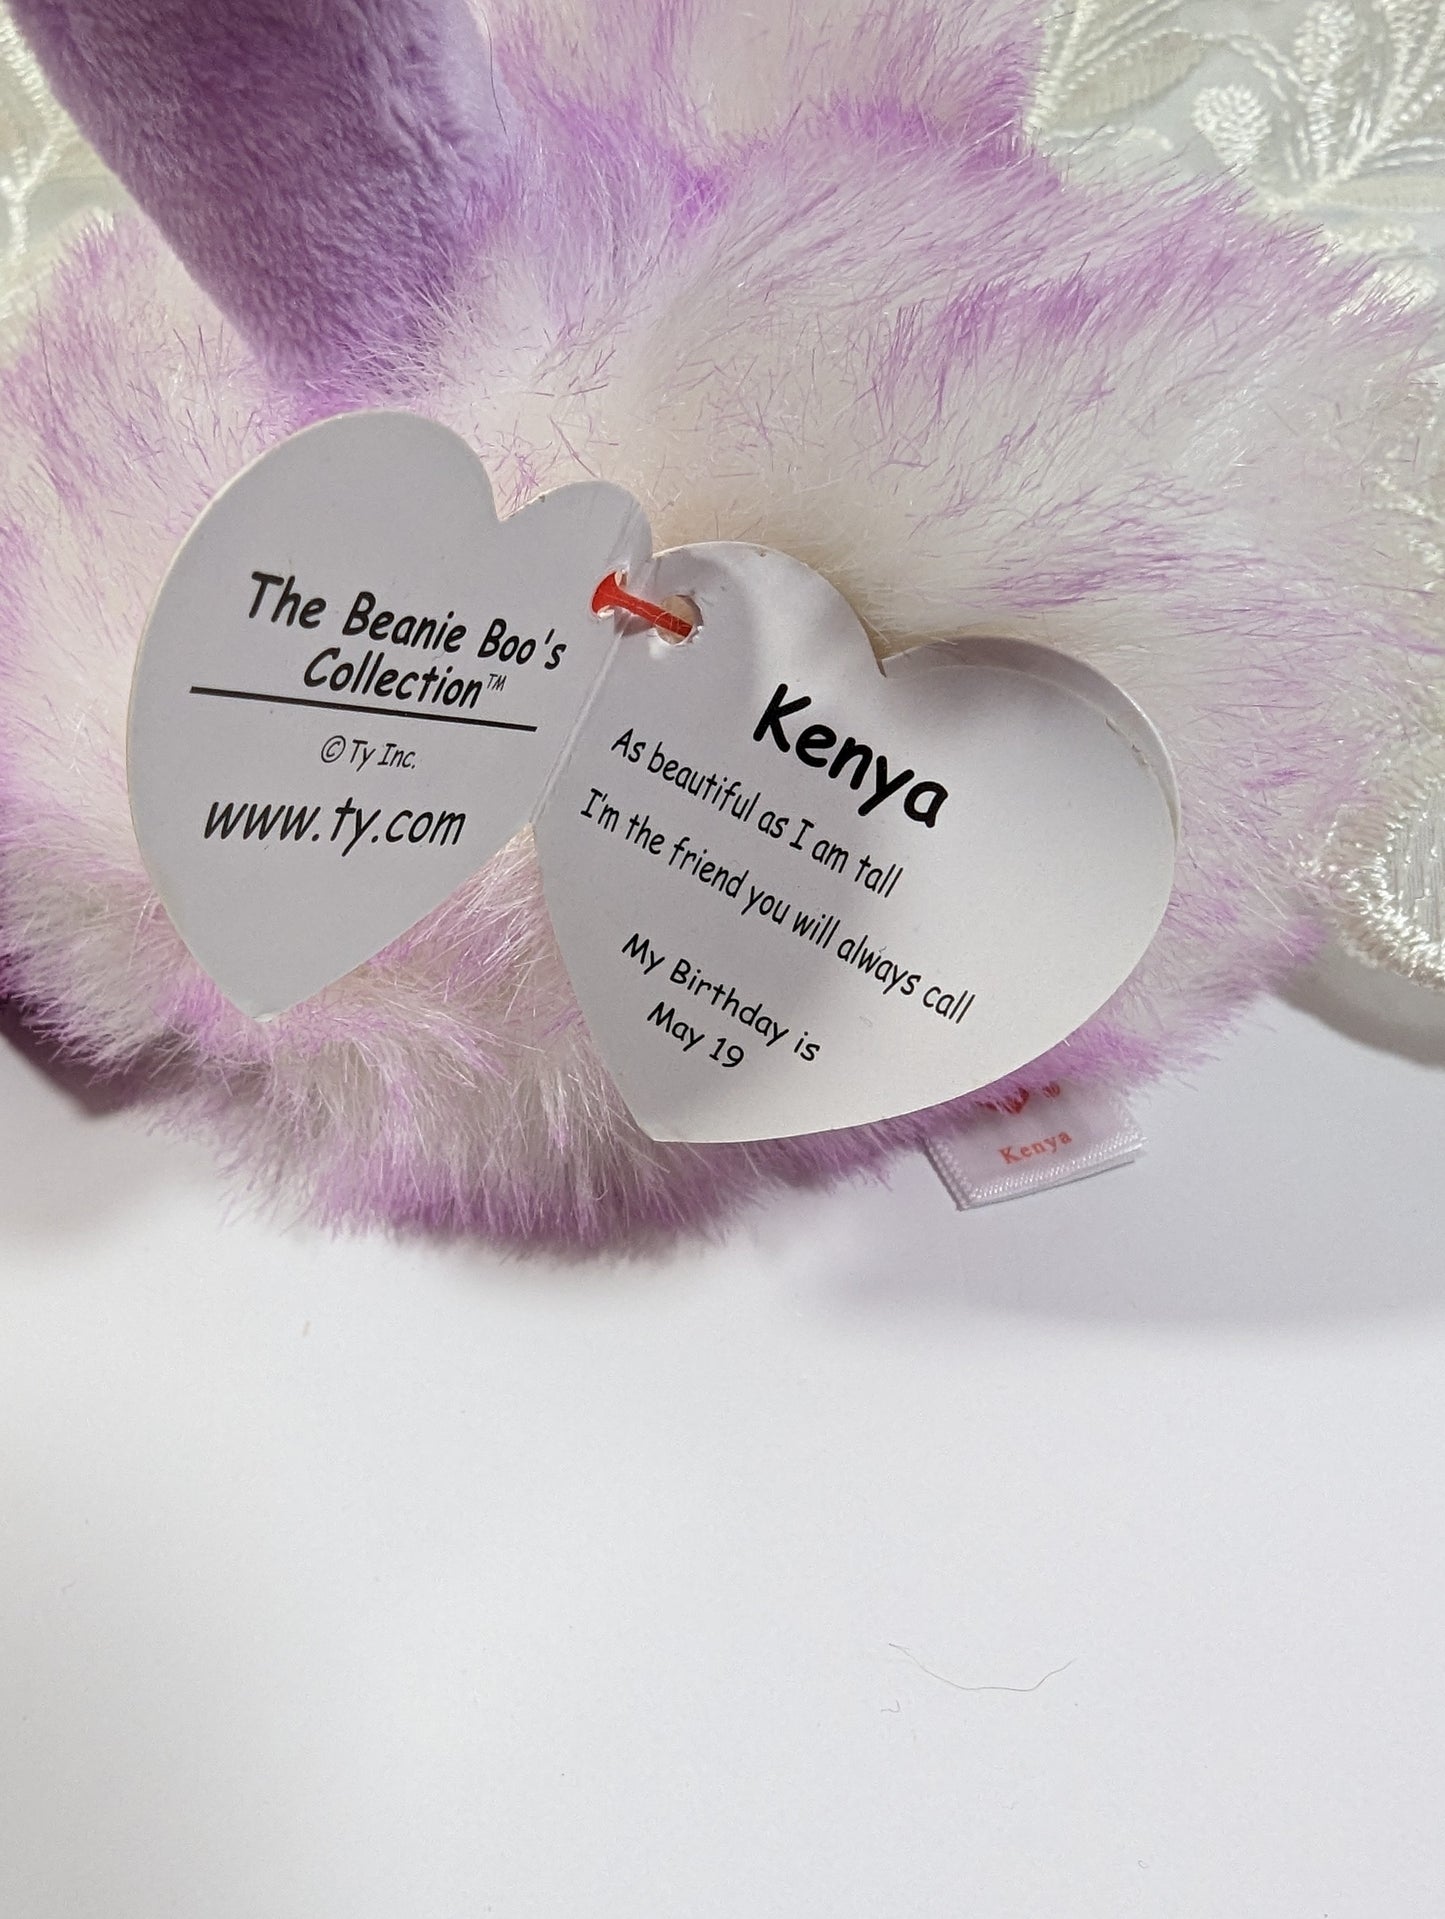 The Beanie Boo's
Collection™
© Ty Inc.
www.ty.com
Kenya
As beautiful as I am tall
I'm the friend you will always call
My Birthday is
May 19
Kenya